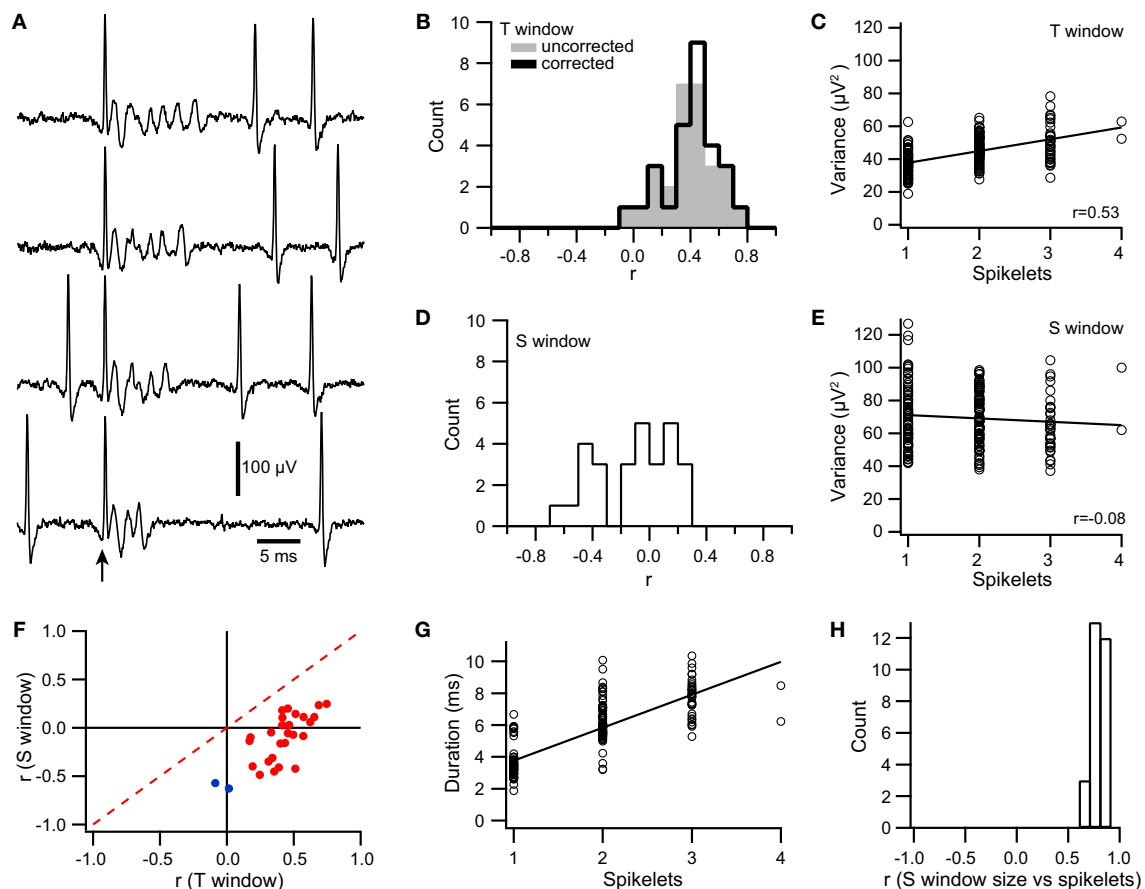 A
100 µV
5 ms
B
10
8
6
4
2
0
Count
T window
uncorrected
corrected
-0.8
-0.4
0.0
0.4
0.8
r
C
T window
120
100
80
60
40
20
0
Variance (µV²)
r=0.53
1
2
3
4
Spikelets
D
S window
10
8
6
4
2
0
Count
-0.8
-0.4
0.0
0.4
0.8
r
E
S window
120
100
80
60
40
20
0
Variance (µV²)
r=-0.08
1
2
3
4
Spikelets
F
1.0
0.5
0.0
-0.5
-1.0
r (S window)
-1.0
-0.5
0.0
0.5
1.0
r (T window)
G
10
8
6
4
2
0
Duration (ms)
1
2
3
4
Spikelets
H
12
10
8
6
4
2
0
Count
-1.0
-0.5
0.0
0.5
1.0
r (S window size vs spikelets)